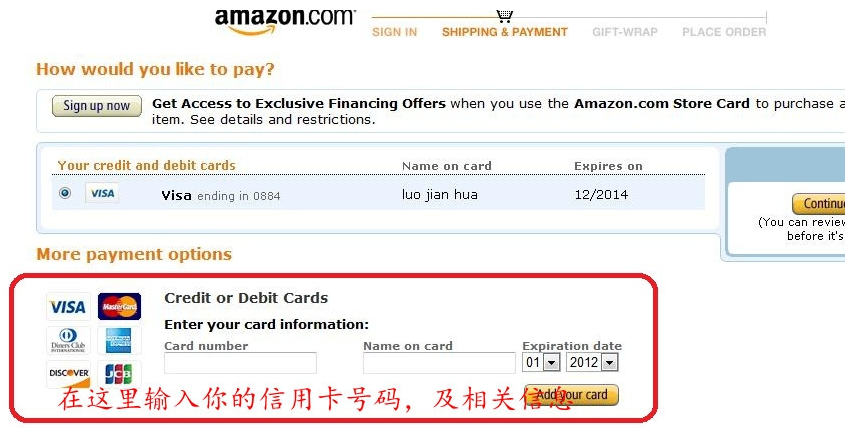 amazon.com
SIGN IN SHIPPING & PAYMENT GIFT-WRAP PLACE ORDER
How would you like to pay?
Sign up now Get Access to Exclusive Financing Offers when you use the Amazon.com Store Card to purchase a
item. See details and restrictions.
Your credit and debit cards Name on card Expires on
VISA Visa ending in 0884 luo jian hua 12/2014
Continue
(You can review
before it's
More payment options
Credit or Debit Cards
VISA MasterCard
Enter your card information:
Diners Club INTERNATIONAL AMERICAN EXPRESS
Card number Name on card Expiration date
01 2012
DISCOVER JCB
Add your card
在这里输入你的信用卡号码，及相关信息